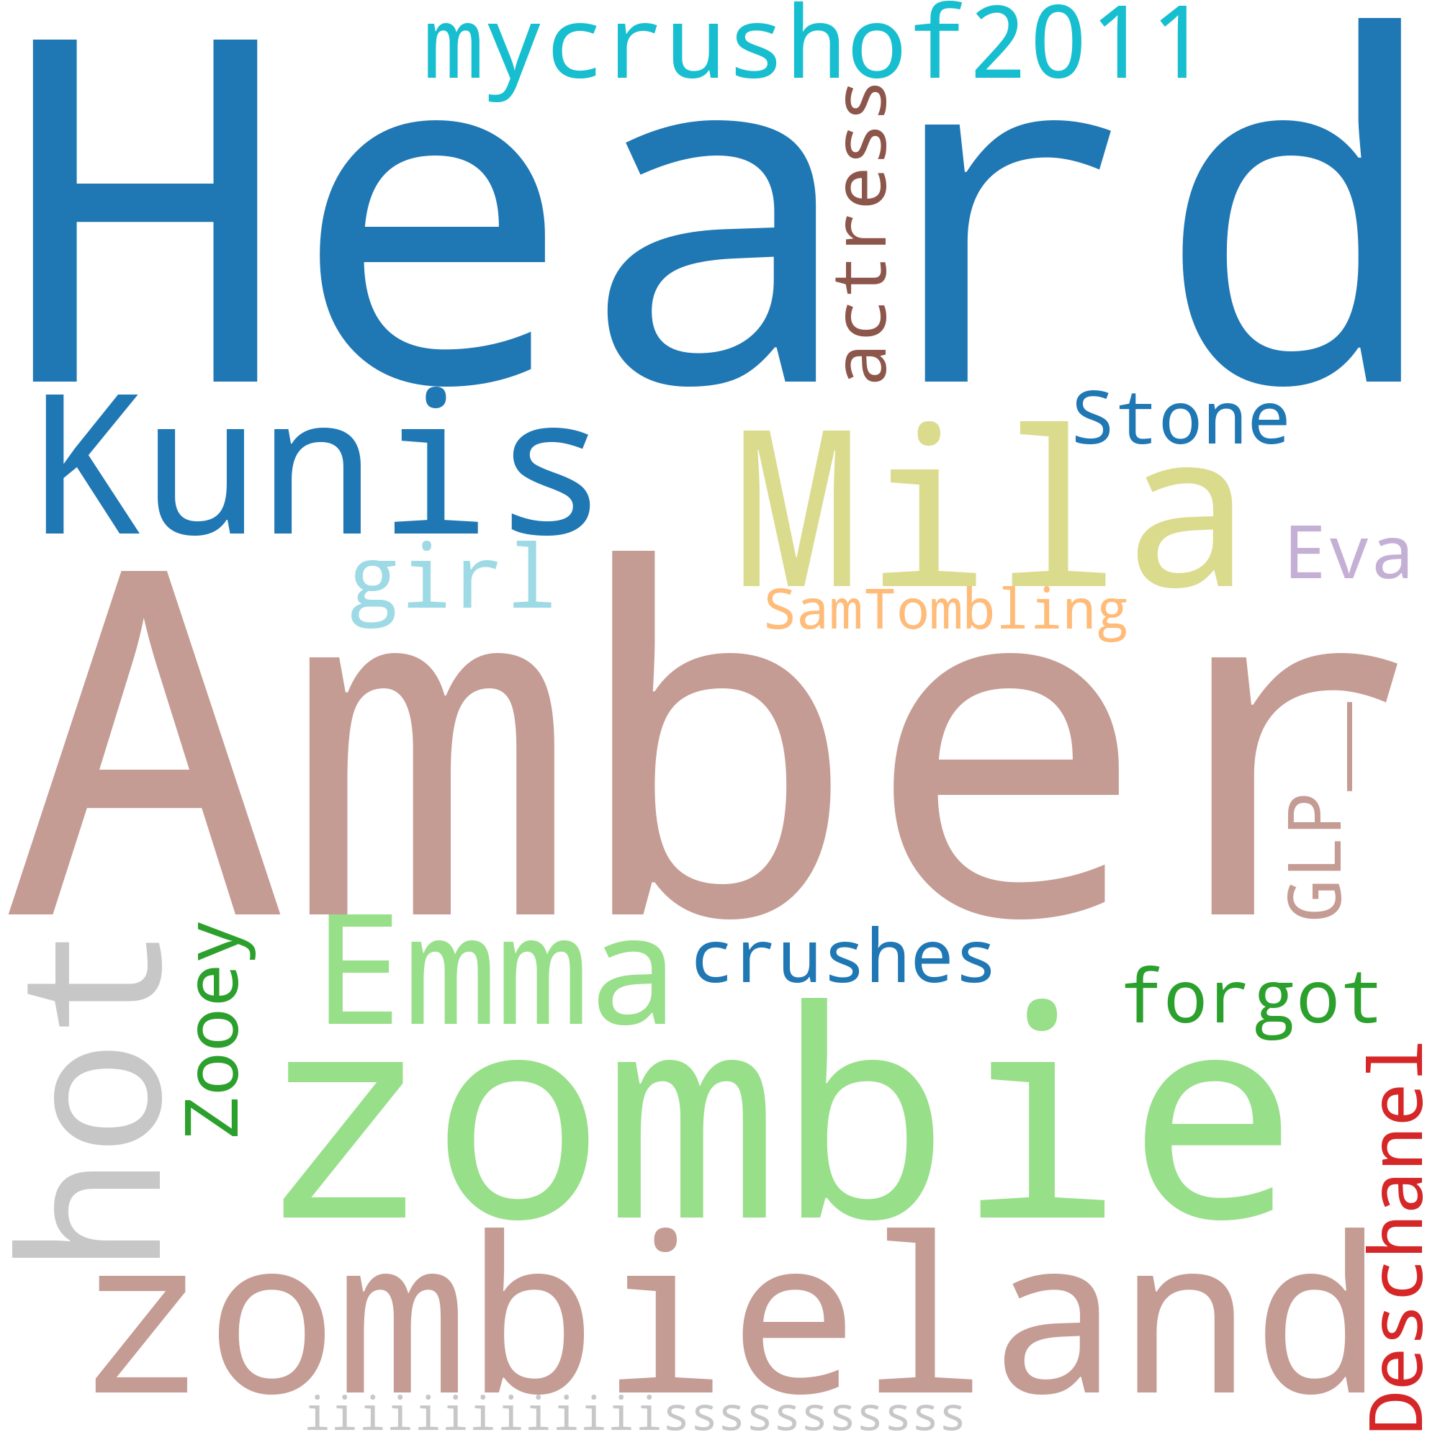 mycrushof2011
Heard
actress
Kunis
Mila
Stone
girl
Eva
SamTombling
Amber
GLP__
hot
Zooey
Emma
crushes
forgot
zombie
Deschanel
zombieland
iiiiiiiiiiiiisssssssssss